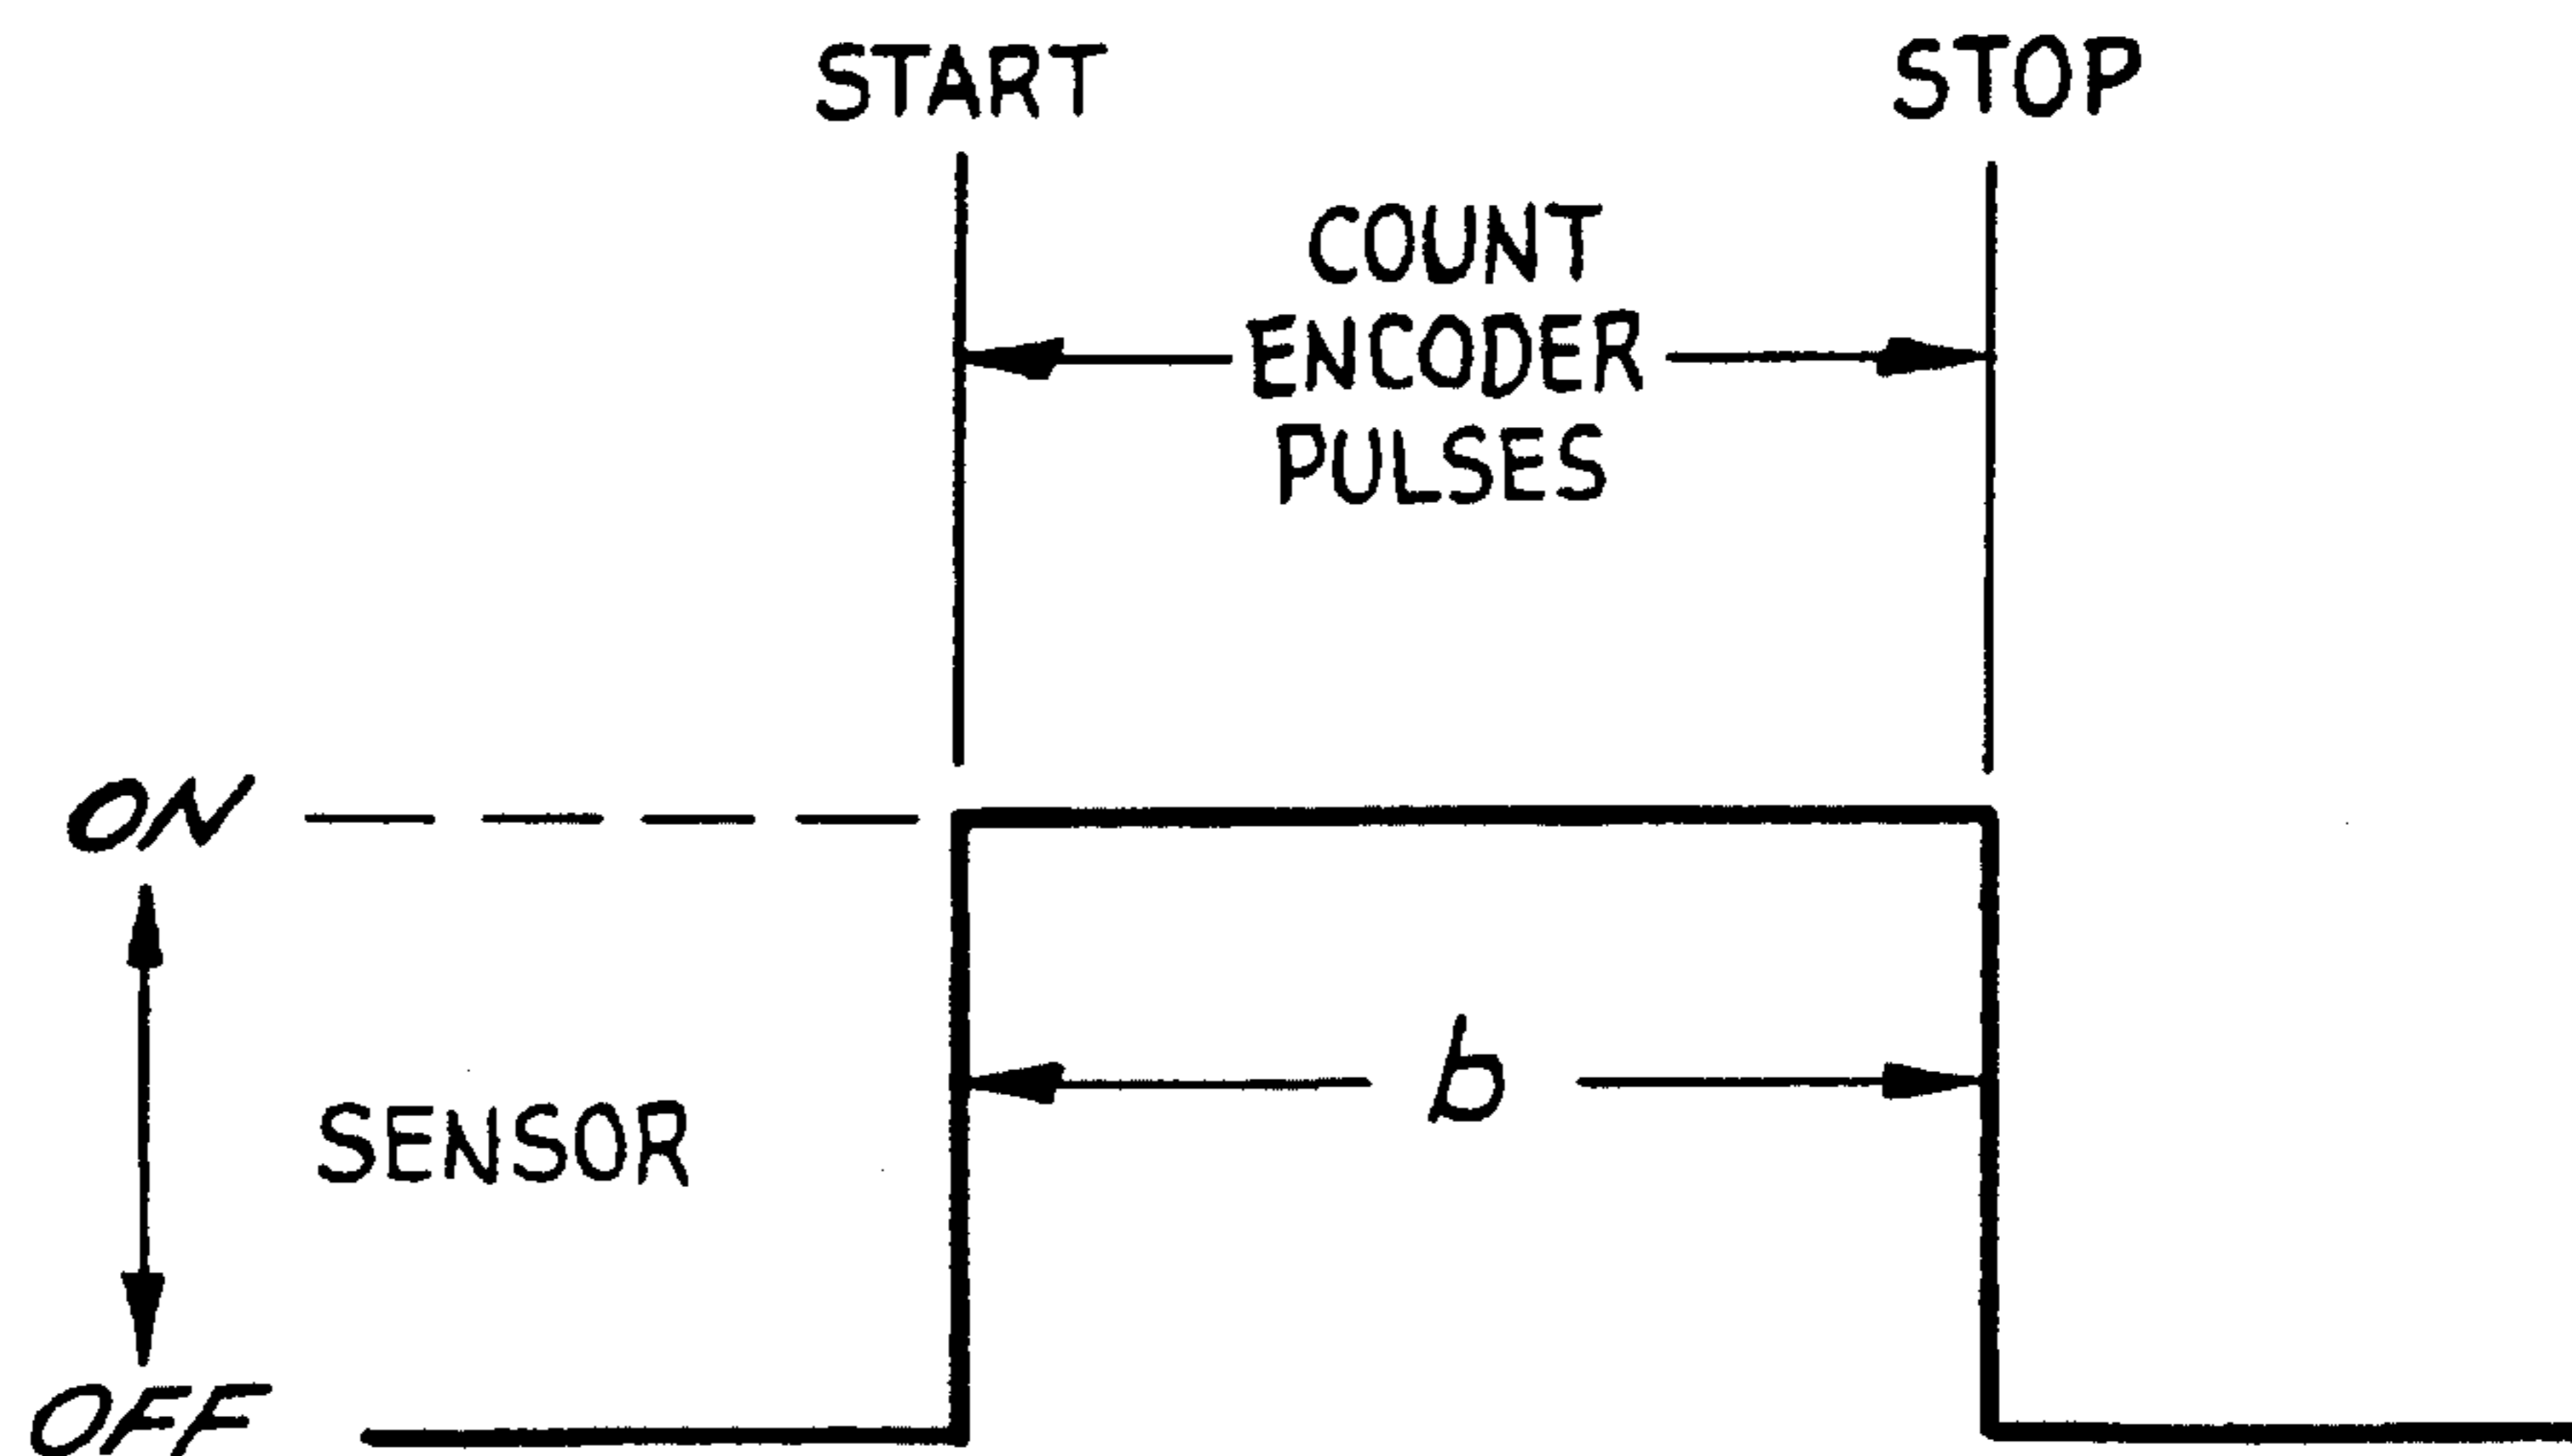 START
STOP
COUNT
ENCODER
PULSES
ON
b
SENSOR
OFF